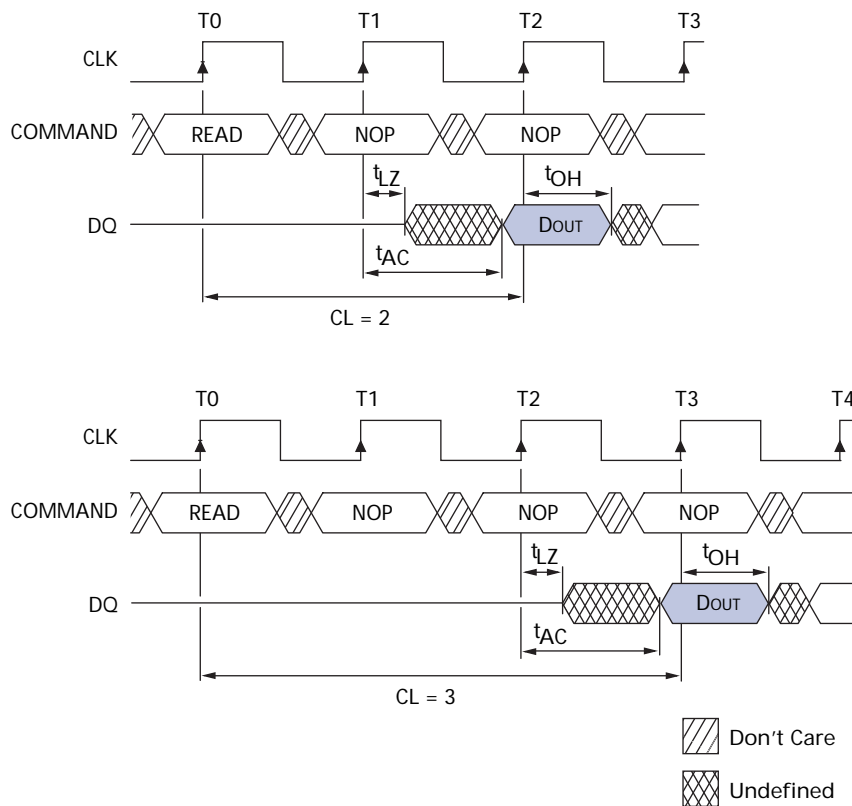 T0 T1 T2 T3
CLK
COMMAND READ NOP NOP
tLZ tOH
DQ DOUT
tAC
CL = 2
T0 T1 T2 T3 T4
CLK
COMMAND READ NOP NOP NOP
tLZ tOH
DQ DOUT
tAC
CL = 3
Don't Care
Undefined